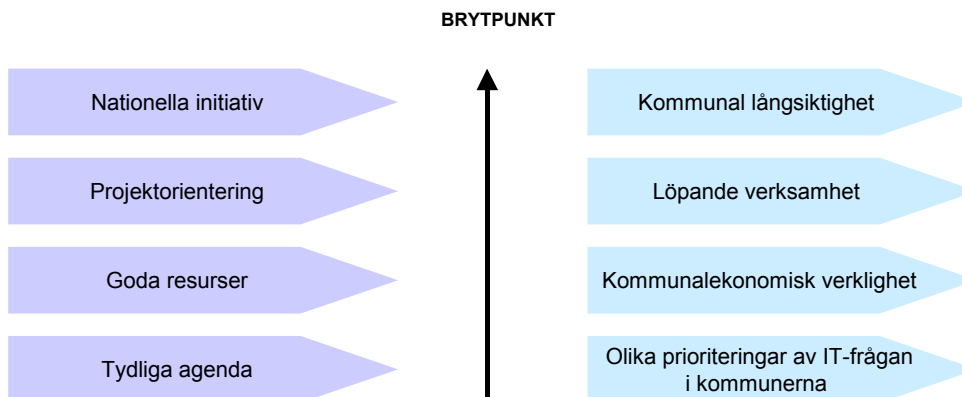 BRYTPUNKT
Nationella initiativ
Kommunal långsiktighet
Projektorientering
Löpande verksamhet
Goda resurser
Kommunalekonomisk verklighet
Tydliga agenda
Olika prioriteringar av IT-frågan
i kommunerna